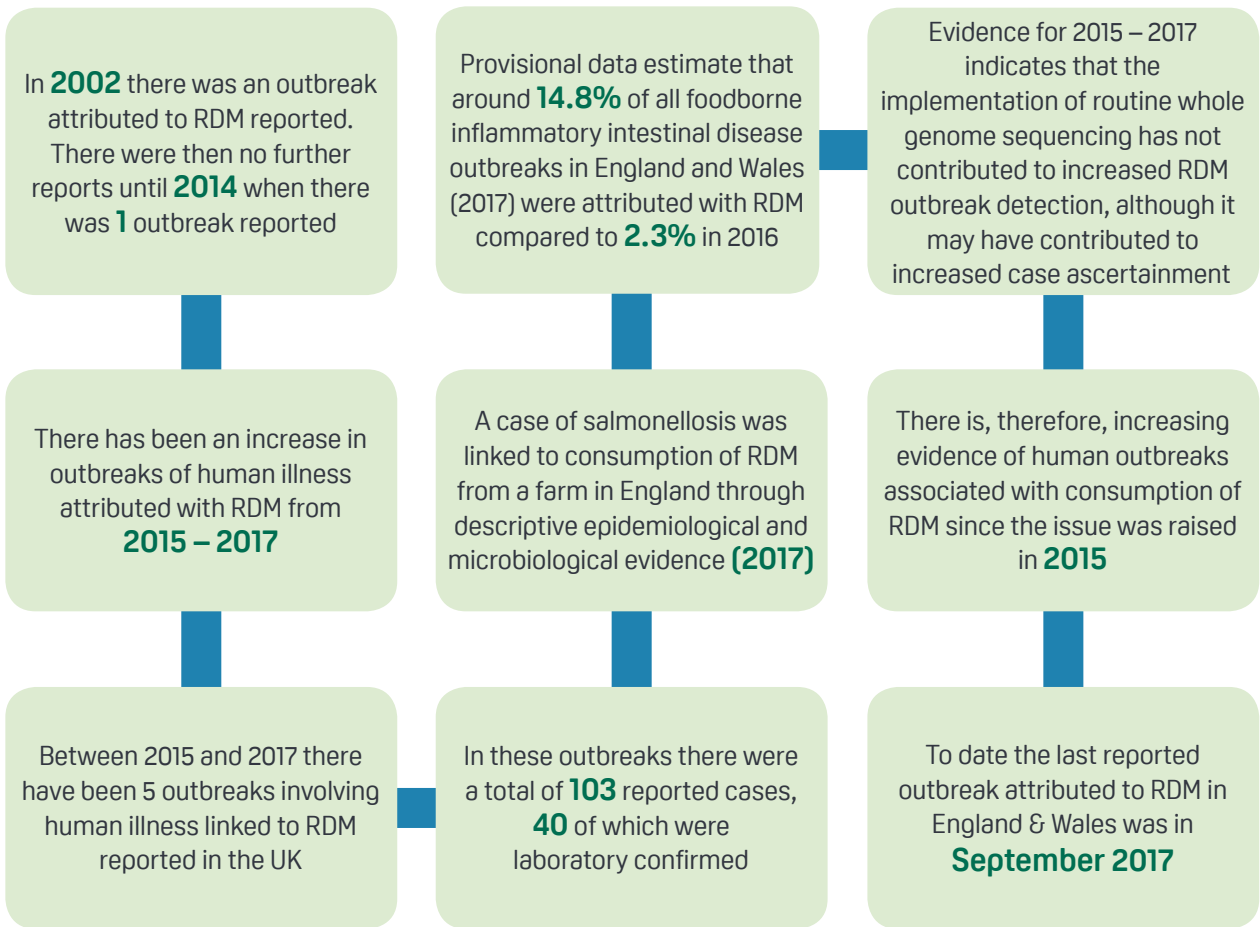 In 2002 there was an outbreak
attributed to RDM reported.
There were then no further
reports until 2014 when there
was 1 outbreak reported
There has been an increase in
outbreaks of human illness
attributed with RDM from
2015 – 2017
Between 2015 and 2017 there
have been 5 outbreaks involving
human illness linked to RDM
reported in the UK
In these outbreaks there were
a total of 103 reported cases,
40 of which were
laboratory confirmed
A case of salmonellosis was
linked to consumption of RDM
from a farm in England through
descriptive epidemiological and
microbiological evidence (2017)
Provisional data estimate that
around 14.8% of all foodborne
inflammatory intestinal disease
outbreaks in England and Wales
(2017) were attributed with RDM
compared to 2.3% in 2016
Evidence for 2015 – 2017
indicates that the
implementation of routine whole
genome sequencing has not
contributed to increased RDM
outbreak detection, although it
may have contributed to
increased case ascertainment
There is, therefore, increasing
evidence of human outbreaks
associated with consumption of
RDM since the issue was raised
in 2015
To date the last reported
outbreak attributed to RDM in
England & Wales was in
September 2017